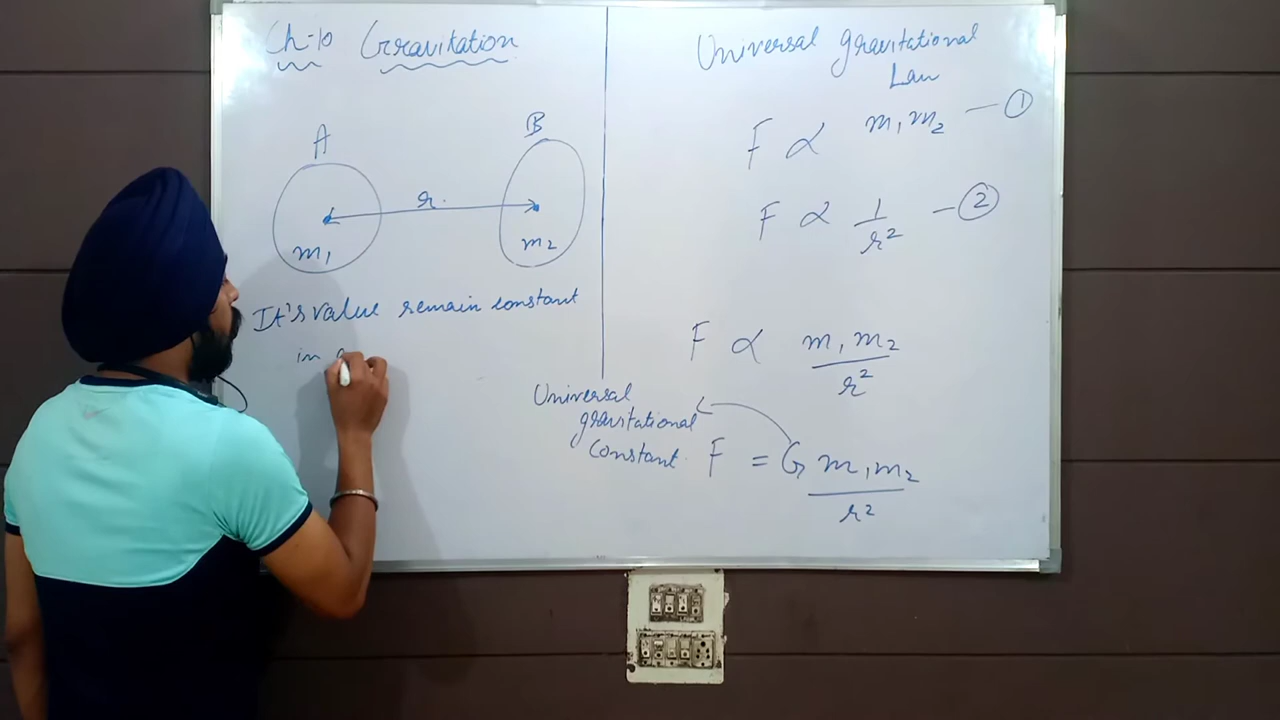 Ch-10 Gravitation
A
B
r
m₁
m₂
It's value remain constant
in
Universal gravitational
Law
F ∝ m₁m₂ — ①
F ∝ 1/r² — ②
F ∝ m₁m₂/r²
Universal
gravitational
Constant
F = G m₁m₂/r²